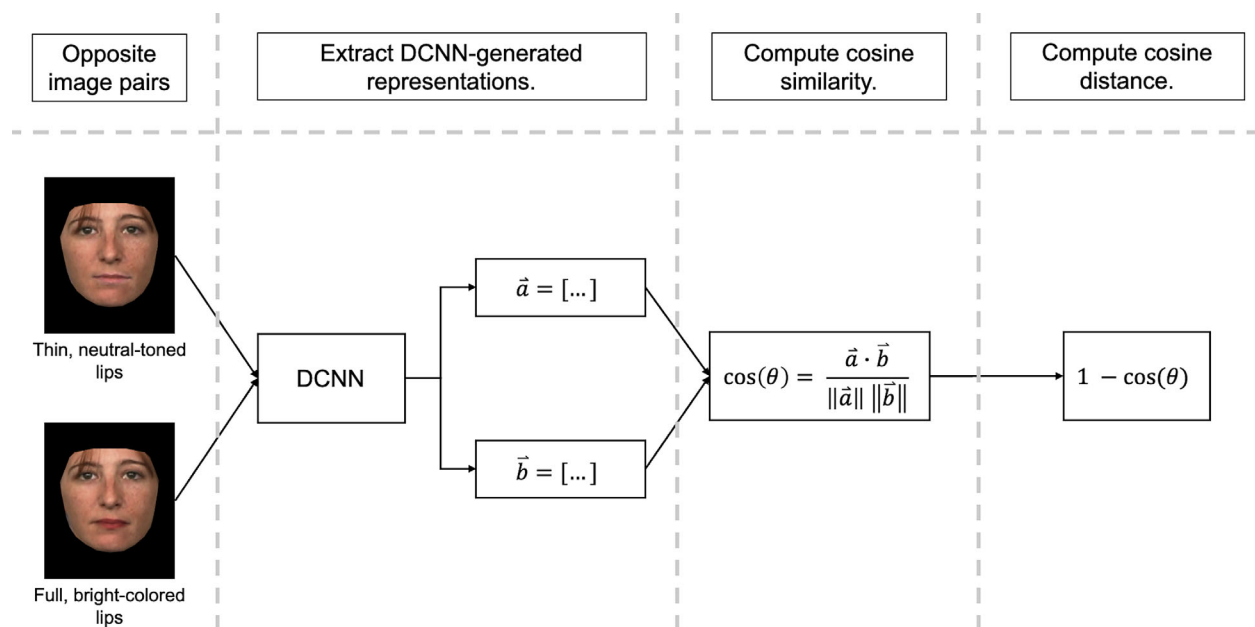 Opposite
image pairs
Extract DCNN-generated
representations.
Compute cosine
similarity.
Compute cosine
distance.
Thin, neutral-toned
lips
Full, bright-colored
lips
DCNN
a⃗ = [...]
b⃗ = [...]
cos(θ) = a⃗ · b⃗ / ‖a⃗‖ ‖b⃗‖
1 − cos(θ)